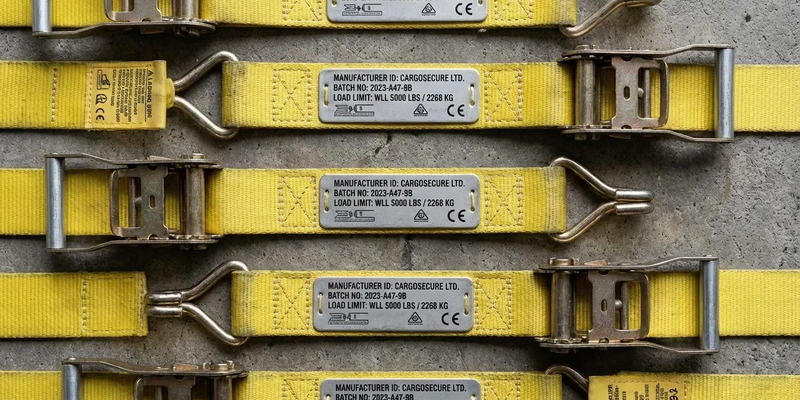 CE
MANUFACTURER ID: CARGOSECURE LTD.
BATCH NO: 2023-A47-9B
LOAD LIMIT: WLL 5000 LBS / 2268 KG
CE
CE
MANUFACTURER ID: CARGOSECURE LTD.
BATCH NO: 2023-A47-9B
LOAD LIMIT: WLL 5000 LBS / 2268 KG
CE
MANUFACTURER ID: CARGOSECURE LTD.
BATCH NO: 2023-A47-9B
LOAD LIMIT: WLL 5000 LBS / 2268 KG
CE
MANUFACTURER ID: CARGOSECURE LTD.
BATCH NO: 2023-A47-9B